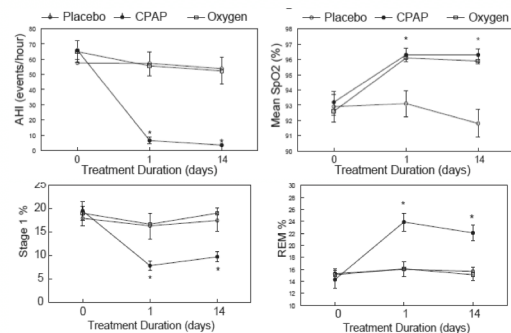 Placebo CPAP Oxygen
AHI (events/hour)
80
70
60
50
40
30
20
10
0
0 1 14
Treatment Duration (days)
Placebo CPAP Oxygen
Mean SpO2 (%)
98
97
96
95
94
93
92
91
90
* *
0 1 14
Treatment Duration (days)
Stage 1 %
25
20
15
10
5
0
* *
0 1 14
Treatment Duration (days)
REM %
30
28
26
24
22
20
18
16
14
12
10
* *
0 1 14
Treatment Duration (days)